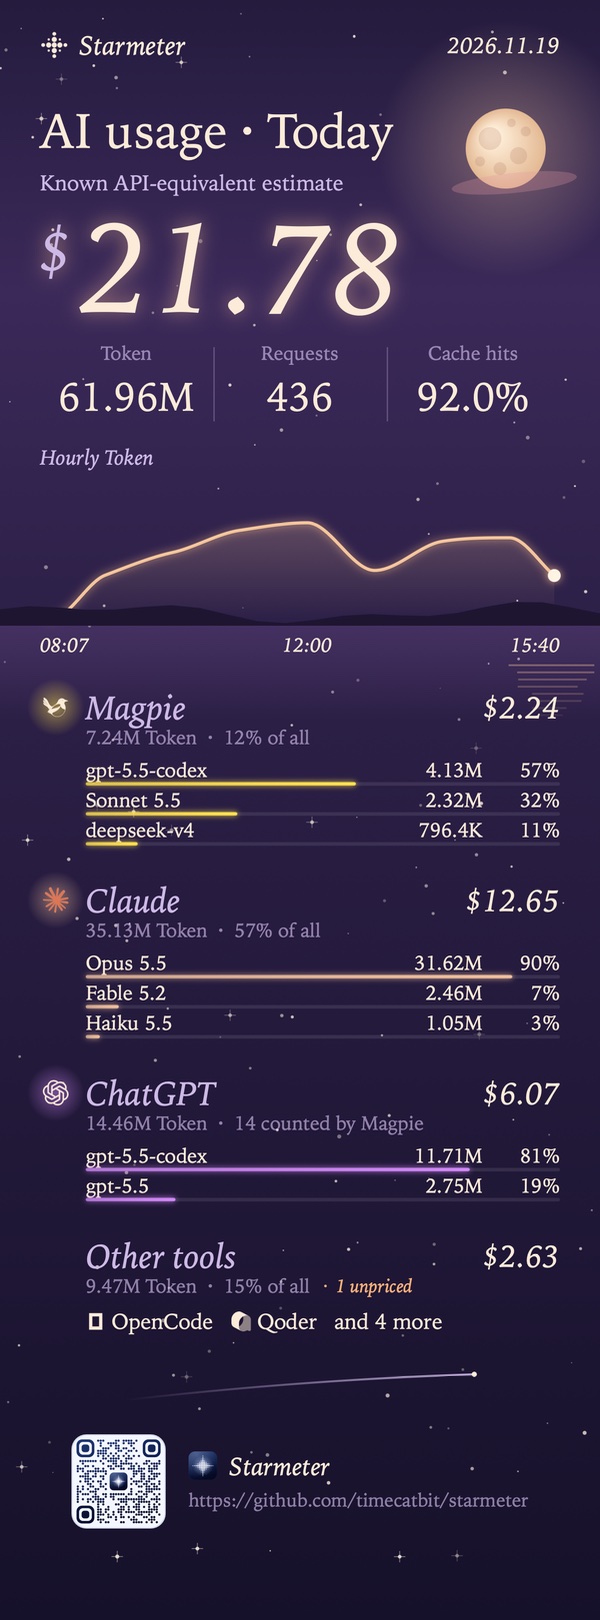 Starmeter
2026.11.19
AI usage · Today
Known API-equivalent estimate
$21.78
Token Requests Cache hits
61.96M 436 92.0%
Hourly Token
08:07 12:00 15:40
Magpie $2.24
7.24M Token · 12% of all
gpt-5.5-codex 4.13M 57%
Sonnet 5.5 2.32M 32%
deepseek-v4 796.4K 11%
Claude $12.65
35.13M Token · 57% of all
Opus 5.5 31.62M 90%
Fable 5.2 2.46M 7%
Haiku 5.5 1.05M 3%
ChatGPT $6.07
14.46M Token · 14 counted by Magpie
gpt-5.5-codex 11.71M 81%
gpt-5.5 2.75M 19%
Other tools $2.63
9.47M Token · 15% of all · 1 unpriced
OpenCode Qoder and 4 more
Starmeter
https://github.com/timecatbit/starmeter